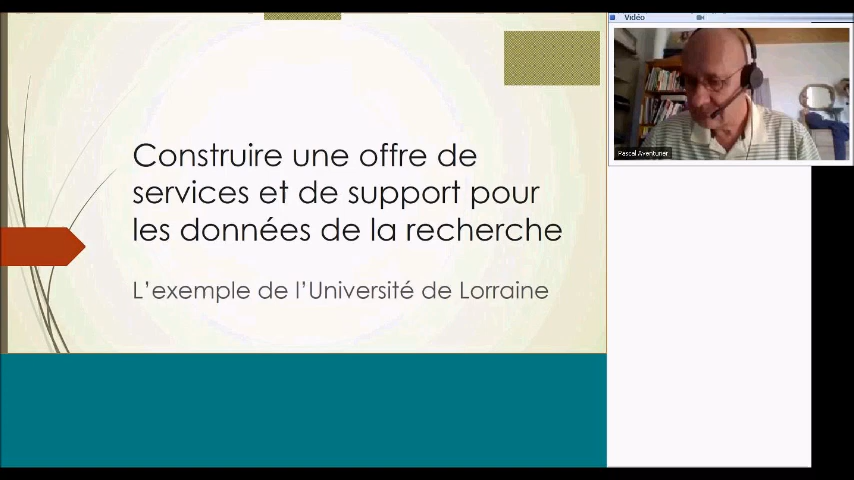 Vidéo
Construire une offre de
services et de support pour
les données de la recherche
L'exemple de l'Université de Lorraine
Pascal Aventurier